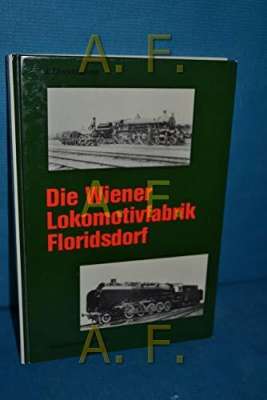 A. F.
Die Wiener
Lokomotivfabrik
Floridsdorf
A. F.
A. F.
A. F.